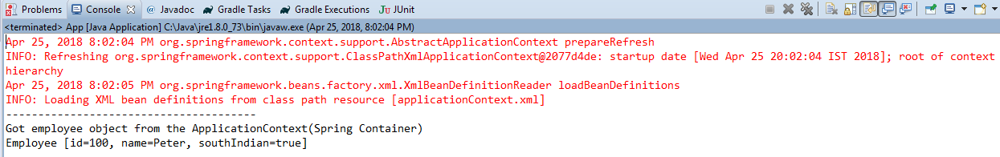 Problems Console Javadoc Gradle Tasks Gradle Executions JUnit
<terminated> App [Java Application] C:\Java\jre1.8.0_73\bin\javaw.exe (Apr 25, 2018, 8:02:04 PM)
Apr 25, 2018 8:02:04 PM org.springframework.context.support.AbstractApplicationContext prepareRefresh
INFO: Refreshing org.springframework.context.support.ClassPathXmlApplicationContext@2077d4de: startup date [Wed Apr 25 20:02:04 IST 2018]; root of context
hierarchy
Apr 25, 2018 8:02:05 PM org.springframework.beans.factory.xml.XmlBeanDefinitionReader loadBeanDefinitions
INFO: Loading XML bean definitions from class path resource [applicationContext.xml]
---------------------------------------
Got employee object from the ApplicationContext(Spring Container)
Employee [id=100, name=Peter, southIndian=true]